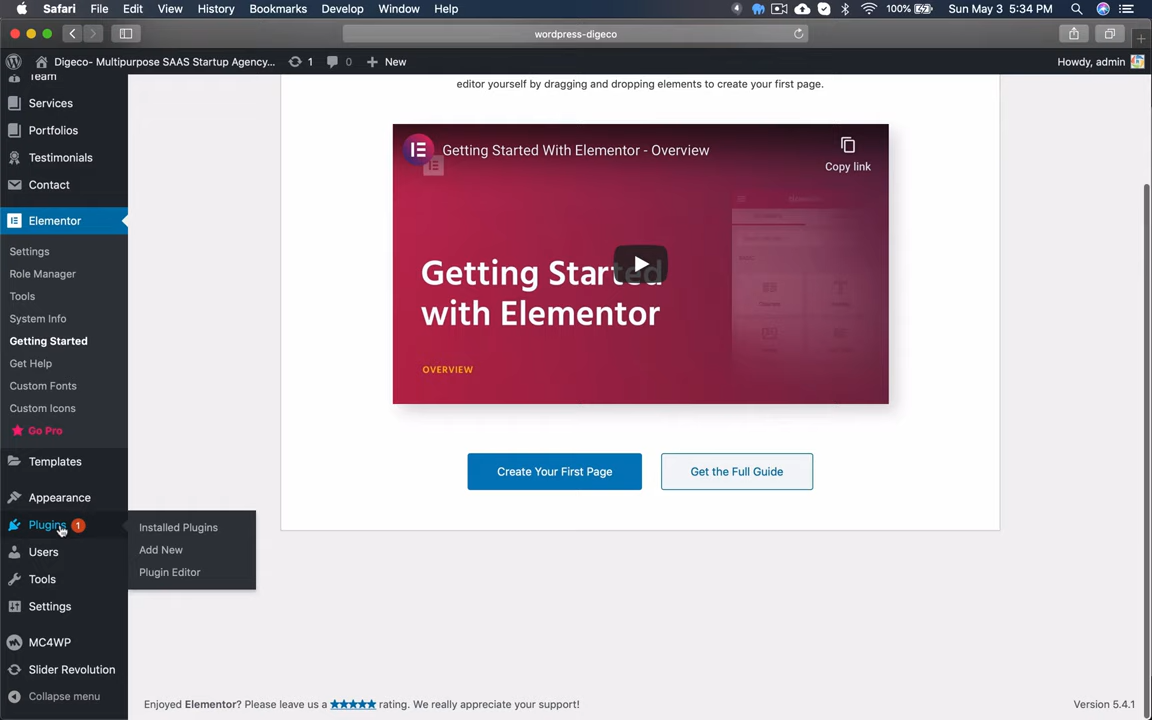 Safari File Edit View History Bookmarks Develop Window Help 100% Sun May 3 5:34 PM
wordpress-digeco
Digeco- Multipurpose SAAS Startup Agency... 1 0 New Howdy, admin
Team
Services
Portfolios
Testimonials
Contact
Elementor
Settings
Role Manager
Tools
System Info
Getting Started
Get Help
Custom Fonts
Custom Icons
Go Pro
Templates
Appearance
Plugins 1
Users
Tools
Settings
MC4WP
Slider Revolution
Collapse menu
Installed Plugins
Add New
Plugin Editor
editor yourself by dragging and dropping elements to create your first page.
Getting Started With Elementor - Overview
Copy link
Getting Started
with Elementor
OVERVIEW
Create Your First Page
Get the Full Guide
Enjoyed Elementor? Please leave us a ★★★★★ rating. We really appreciate your support!
Version 5.4.1